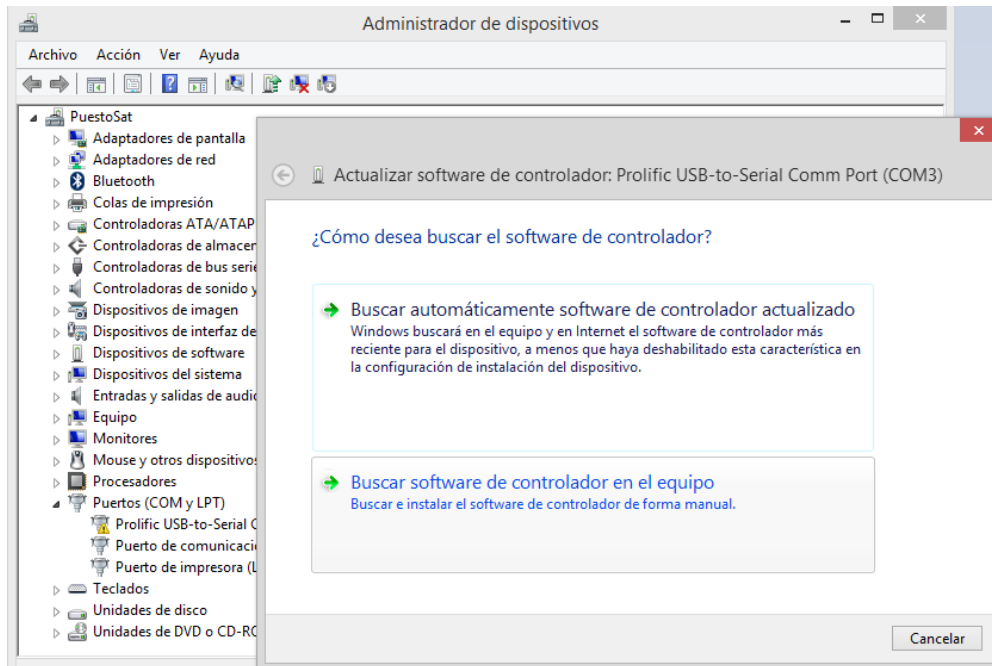 Administrador de dispositivos
Archivo Acción Ver Ayuda
PuestoSat
Adaptadores de pantalla
Adaptadores de red
Bluetooth
Colas de impresión
Controladoras ATA/ATAP
Controladoras de almacen
Controladoras de bus serie
Controladoras de sonido y
Dispositivos de imagen
Dispositivos de interfaz de
Dispositivos de software
Dispositivos del sistema
Entradas y salidas de audio
Equipo
Monitores
Mouse y otros dispositivos
Procesadores
Puertos (COM y LPT)
Prolific USB-to-Serial C
Puerto de comunicaci
Puerto de impresora (L
Teclados
Unidades de disco
Unidades de DVD o CD-RO
Actualizar software de controlador: Prolific USB-to-Serial Comm Port (COM3)
¿Cómo desea buscar el software de controlador?
Buscar automáticamente software de controlador actualizado
Windows buscará en el equipo y en Internet el software de controlador más
reciente para el dispositivo, a menos que haya deshabilitado esta característica en
la configuración de instalación del dispositivo.
Buscar software de controlador en el equipo
Buscar e instalar el software de controlador de forma manual.
Cancelar